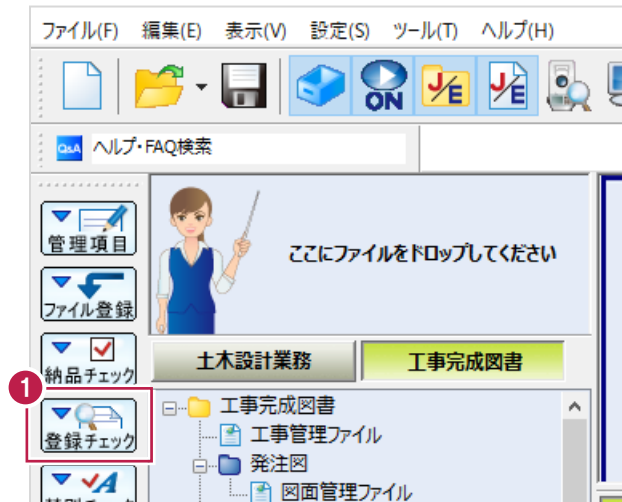 ファイル(F) 編集(E) 表示(V) 設定(S) ツール(T) ヘルプ(H)
ON J/E J/E
Q&A ヘルプ・FAQ検索
管理項目
ここにファイルをドロップしてください
ファイル登録
納品チェック
土木設計業務 工事完成図書
1
登録チェック
工事完成図書
工事管理ファイル
発注図
図面管理ファイル